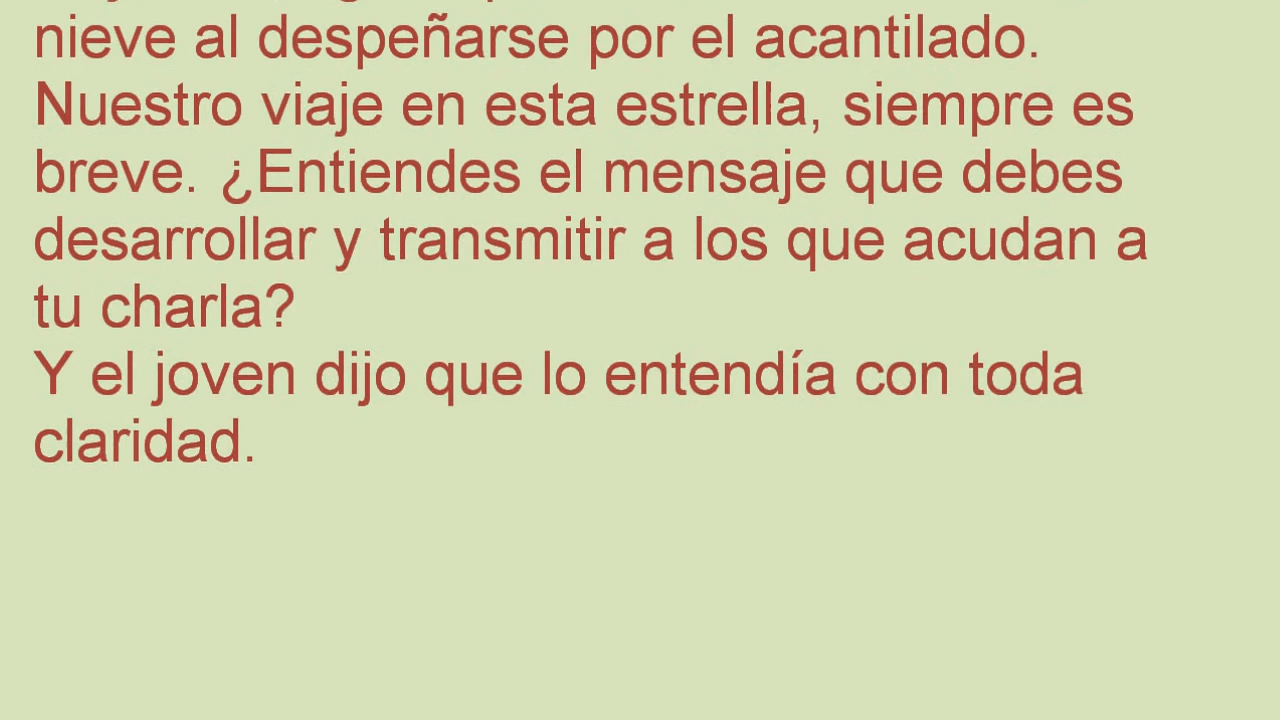 nieve al despeñarse por el acantilado.
Nuestro viaje en esta estrella, siempre es
breve. ¿Entiendes el mensaje que debes
desarrollar y transmitir a los que acudan a
tu charla?
Y el joven dijo que lo entendía con toda
claridad.